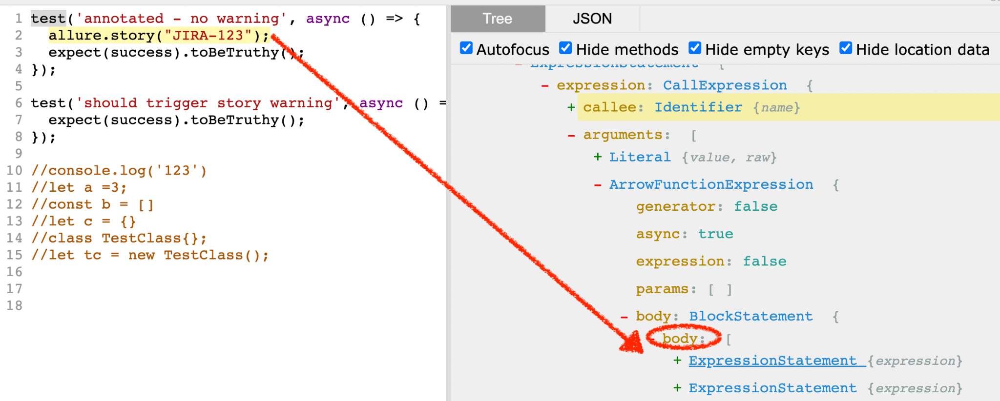 1 test('annotated - no warning', async () => {
2 allure.story("JIRA-123");
3 expect(success).toBeTruthy();
4 });
5
6 test('should trigger story warning', async () =
7 expect(success).toBeTruthy();
8 });
9
10 //console.log('123')
11 //let a =3;
12 //const b = []
13 //let c = {}
14 //class TestClass{};
15 //let tc = new TestClass();
16
17
18
Tree JSON
Autofocus Hide methods Hide empty keys Hide location data
- ExpressionStatement {
- expression: CallExpression {
+ callee: Identifier {name}
- arguments: [
+ Literal {value, raw}
- ArrowFunctionExpression {
generator: false
async: true
expression: false
params: [ ]
- body: BlockStatement {
- body: [
+ ExpressionStatement {expression}
+ ExpressionStatement {expression}